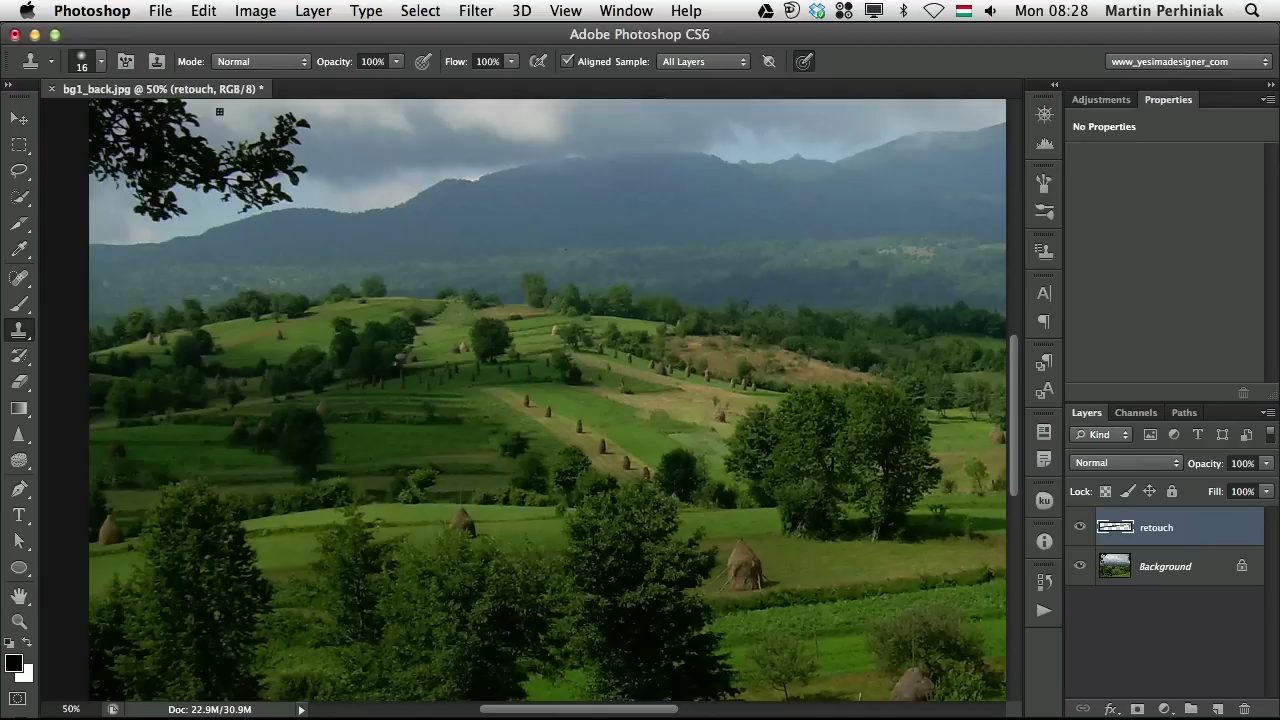 Photoshop File Edit Image Layer Type Select Filter 3D View Window Help Mon 08:28 Martin Perhiniak
Adobe Photoshop CS6
16 Mode: Normal Opacity: 100% Flow: 100% Aligned Sample: All Layers www_yesimadesigner_com
bg1_back.jpg @ 50% (retouch, RGB/8) *
Adjustments Properties
No Properties
Layers Channels Paths
Kind
Normal Opacity: 100%
Lock: Fill: 100%
ku
retouch
Background
50% Doc: 22.9M/30.9M